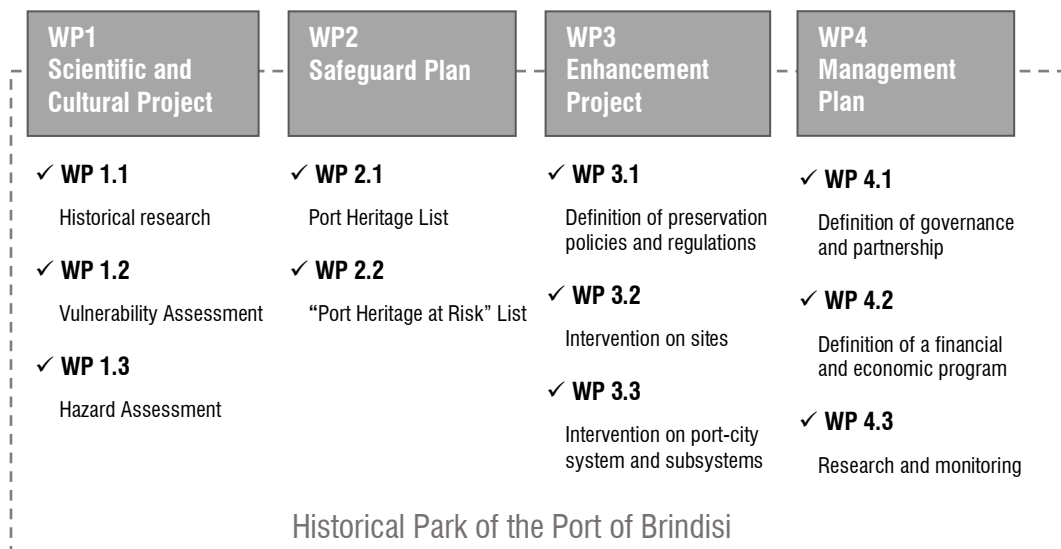 WP1
Scientific and
Cultural Project
✓ WP 1.1
Historical research
✓ WP 1.2
Vulnerability Assessment
✓ WP 1.3
Hazard Assessment
WP2
Safeguard Plan
✓ WP 2.1
Port Heritage List
✓ WP 2.2
“Port Heritage at Risk” List
WP3
Enhancement
Project
✓ WP 3.1
Definition of preservation
policies and regulations
✓ WP 3.2
Intervention on sites
✓ WP 3.3
Intervention on port-city
system and subsystems
WP4
Management
Plan
✓ WP 4.1
Definition of governance
and partnership
✓ WP 4.2
Definition of a financial
and economic program
✓ WP 4.3
Research and monitoring
Historical Park of the Port of Brindisi